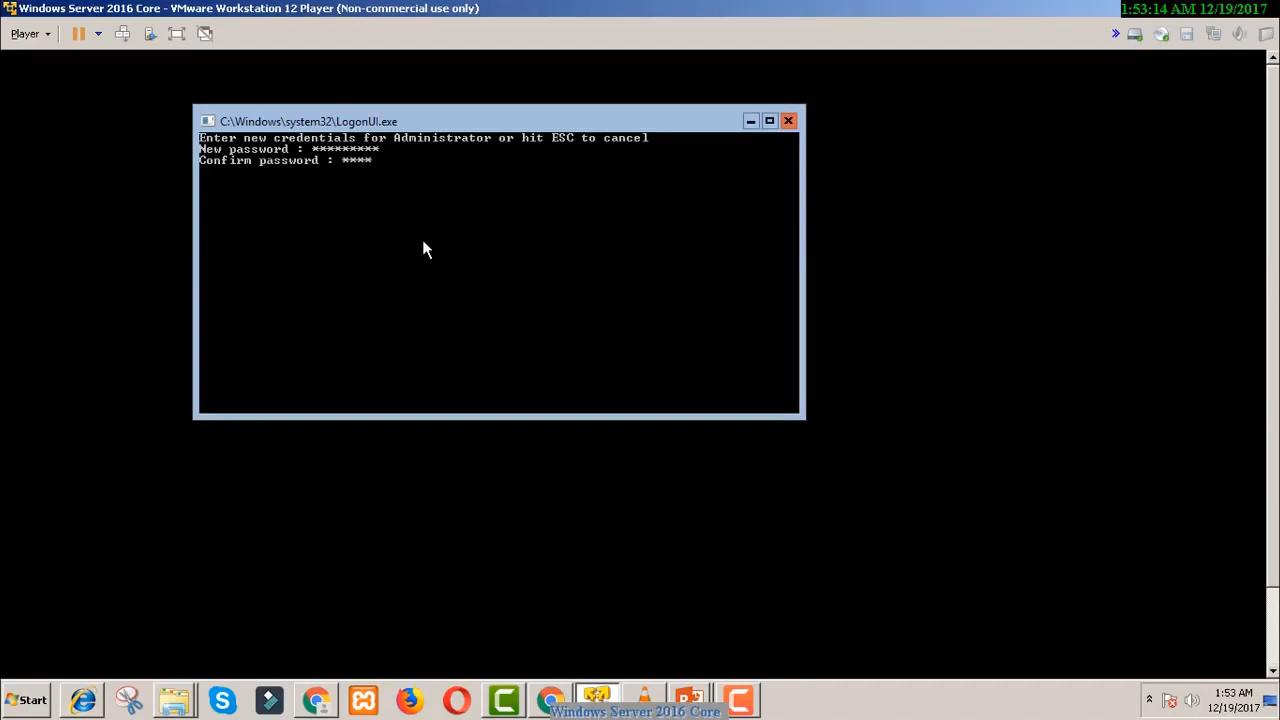 Windows Server 2016 Core - VMware Workstation 12 Player (Non-commercial use only)
1:53:14 AM 12/19/2017
Player
C:\Windows\system32\LogonUI.exe
Enter new credentials for Administrator or hit ESC to cancel
New password : *********
Confirm password : ****
Start
1:53 AM
12/19/2017
Windows Server 2016 Core